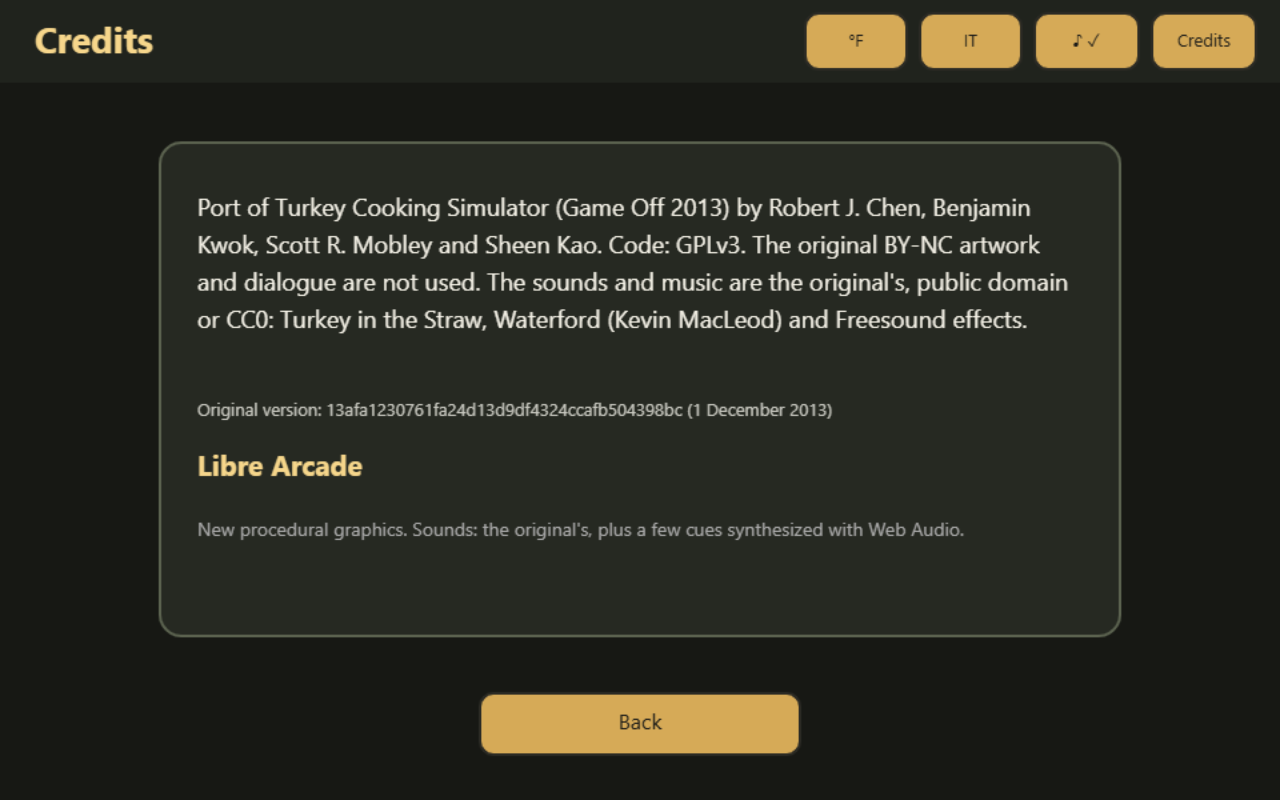 Credits
°F
IT
♪ ✓
Credits
Port of Turkey Cooking Simulator (Game Off 2013) by Robert J. Chen, Benjamin
Kwok, Scott R. Mobley and Sheen Kao. Code: GPLv3. The original BY-NC artwork
and dialogue are not used. The sounds and music are the original's, public domain
or CC0: Turkey in the Straw, Waterford (Kevin MacLeod) and Freesound effects.
Original version: 13afa1230761fa24d13d9df4324ccafb504398bc (1 December 2013)
Libre Arcade
New procedural graphics. Sounds: the original's, plus a few cues synthesized with Web Audio.
Back